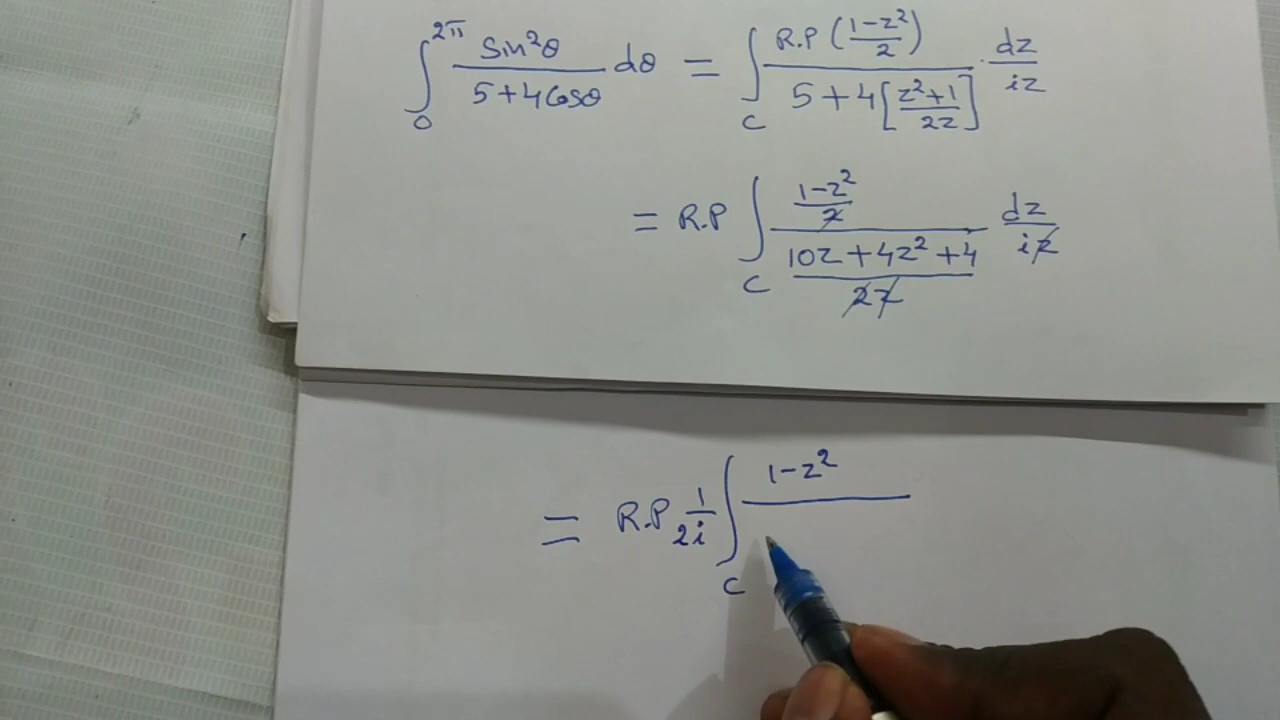 ∫₀^{2π} Sin²θ / (5+4Cosθ) dθ = ∫_C R.P ((1-z²)/2) / (5+4[(z²+1)/2z]) · dz/iz
= R.P ∫_C ((1-z²)/2) / ((10z+4z²+4)/2z) dz/iz
= R.P 1/2i ∫_C 1-z²